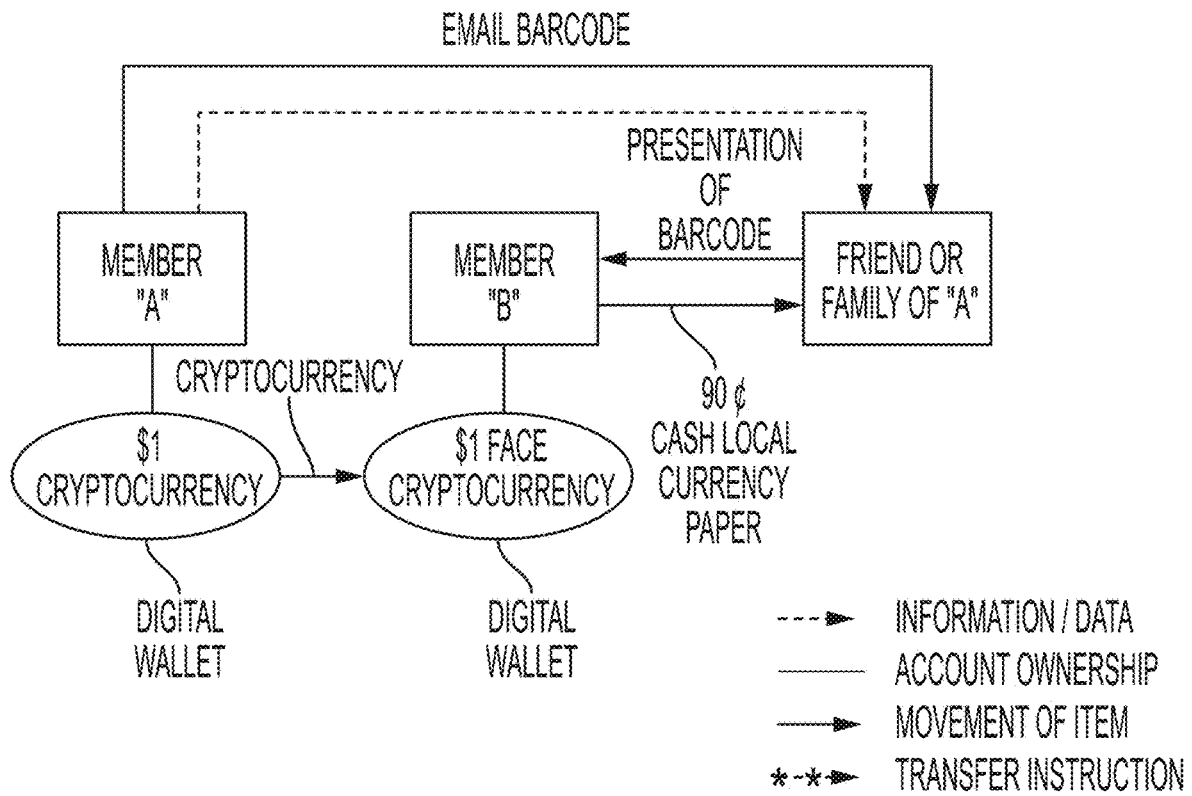 EMAIL BARCODE
PRESENTATION
OF
BARCODE
MEMBER
"A"
MEMBER
"B"
FRIEND OR
FAMILY OF "A"
CRYPTOCURRENCY
90 ¢
CASH LOCAL
CURRENCY
PAPER
$1
CRYPTOCURRENCY
$1 FACE
CRYPTOCURRENCY
DIGITAL
WALLET
DIGITAL
WALLET
INFORMATION / DATA
ACCOUNT OWNERSHIP
MOVEMENT OF ITEM
TRANSFER INSTRUCTION